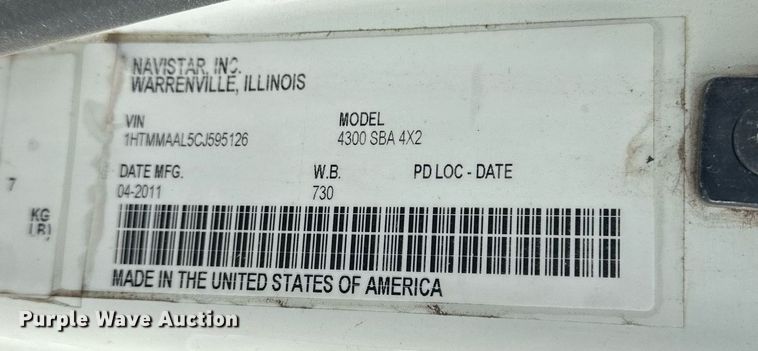 NAVISTAR, INC.
WARRENVILLE, ILLINOIS
VIN MODEL
1HTMMAAL5CJ595126 4300 SBA 4X2
DATE MFG. W.B. PD LOC - DATE
04-2011 730
7
KG
LB)
MADE IN THE UNITED STATES OF AMERICA
Purple Wave Auction